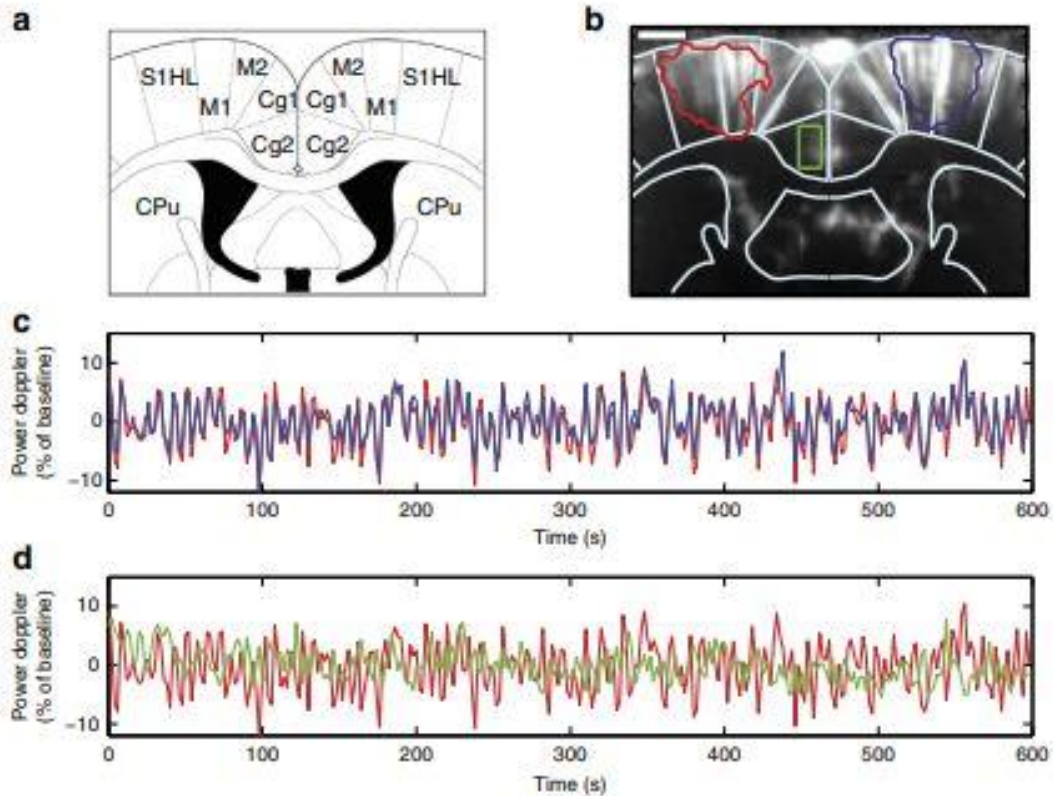 a
b
S1HL M2 M2 S1HL
M1 Cg1 Cg1 M1
Cg2 Cg2
CPu CPu
c
Power doppler
(% of baseline)
10
0
−10
0 100 200 300 400 500 600
Time (s)
d
Power doppler
(% of baseline)
10
0
−10
0 100 200 300 400 500 600
Time (s)